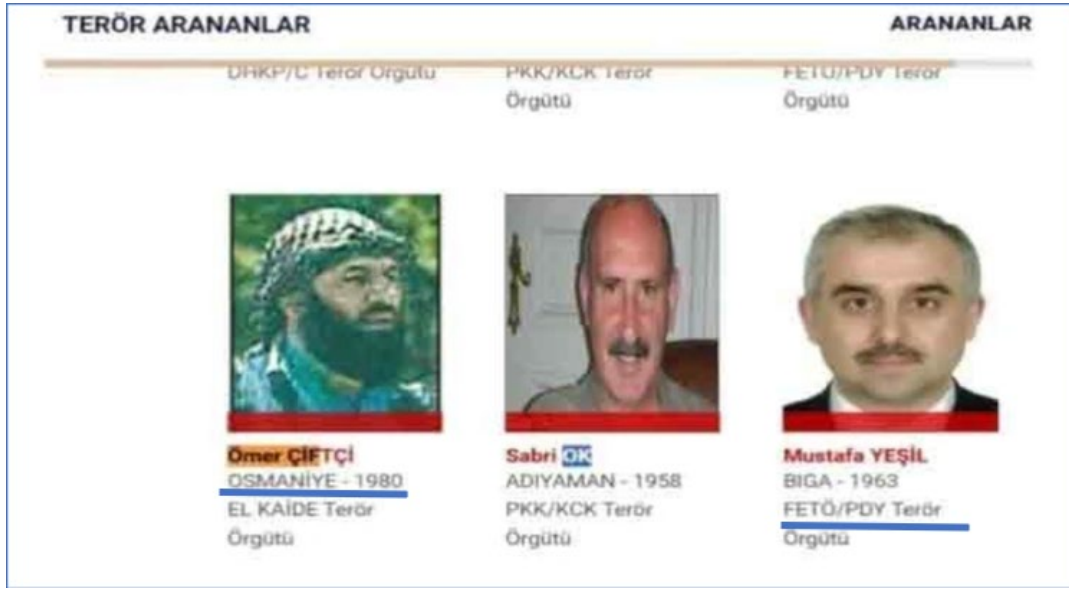 TERÖR ARANANLAR
ARANANLAR
DHKP/C Terör Örgütü
PKK/KCK Terör
Örgütü
FETÖ/PDY Terör
Örgütü
Ömer ÇİFTÇİ
OSMANİYE - 1980
EL KAİDE Terör
Örgütü
Sabri OK
ADIYAMAN - 1958
PKK/KCK Terör
Örgütü
Mustafa YEŞİL
BIGA - 1963
FETÖ/PDY Terör
Örgütü